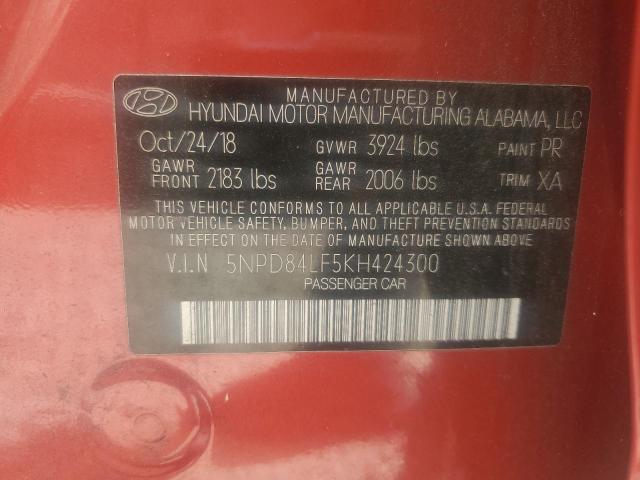 MANUFACTURED BY
HYUNDAI MOTOR MANUFACTURING ALABAMA, LLC
Oct/24/18 GVWR 3924 lbs PAINT PR
GAWR FRONT 2183 lbs GAWR REAR 2006 lbs TRIM XA
THIS VEHICLE CONFORMS TO ALL APPLICABLE U.S.A. FEDERAL
MOTOR VEHICLE SAFETY, BUMPER, AND THEFT PREVENTION STANDARDS
IN EFFECT ON THE DATE OF MANUFACTURE SHOWN ABOVE.
V.I.N 5NPD84LF5KH424300
PASSENGER CAR